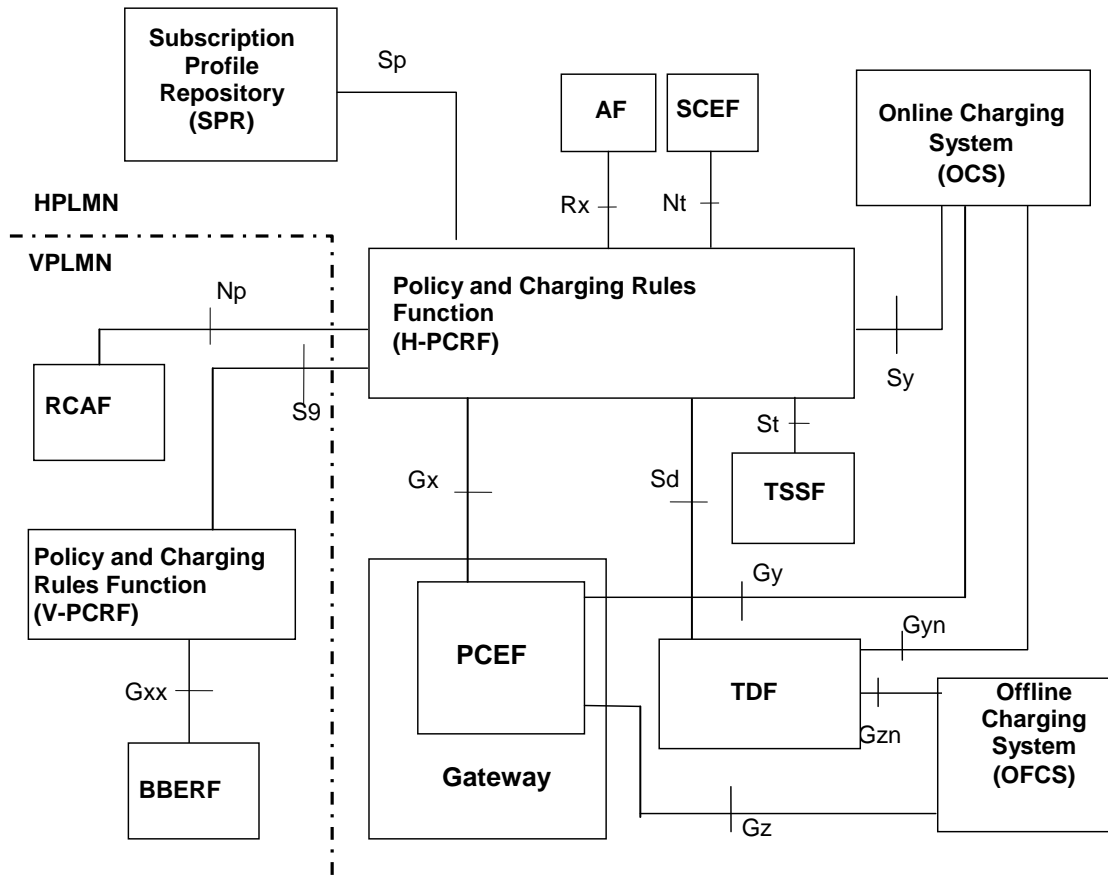 Subscription
Profile
Repository
(SPR)
Sp
AF
SCEF
Online Charging
System
(OCS)
HPLMN
Rx
Nt
VPLMN
Np
Policy and Charging Rules
Function
(H-PCRF)
Sy
RCAF
S9
St
Gx
Sd
TSSF
Policy and Charging
Rules Function
(V-PCRF)
Gy
Gyn
PCEF
TDF
Gxx
Offline
Charging
System
(OFCS)
Gzn
BBERF
Gateway
Gz